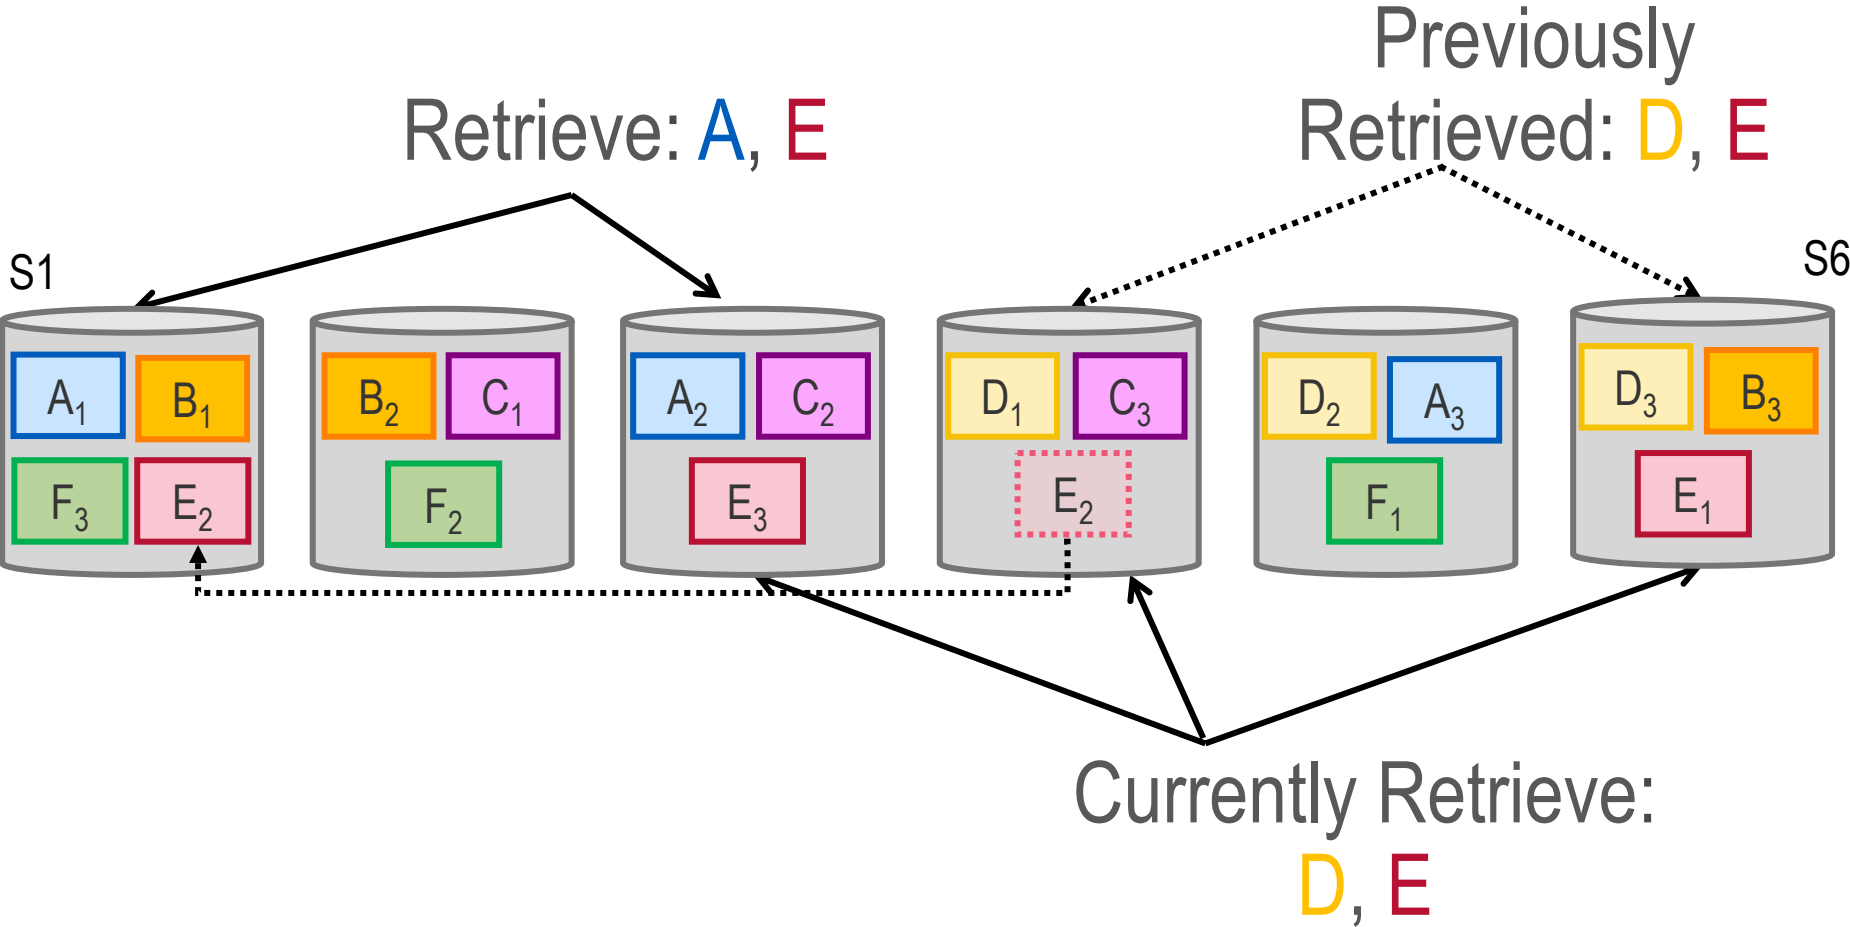 Previously
Retrieve: A, E
Retrieved: D, E
S1
S6
A1
B1
B2
C1
A2
C2
D1
C3
D2
A3
D3
B3
F3
E2
F2
E3
E2
F1
E1
Currently Retrieve:
D, E